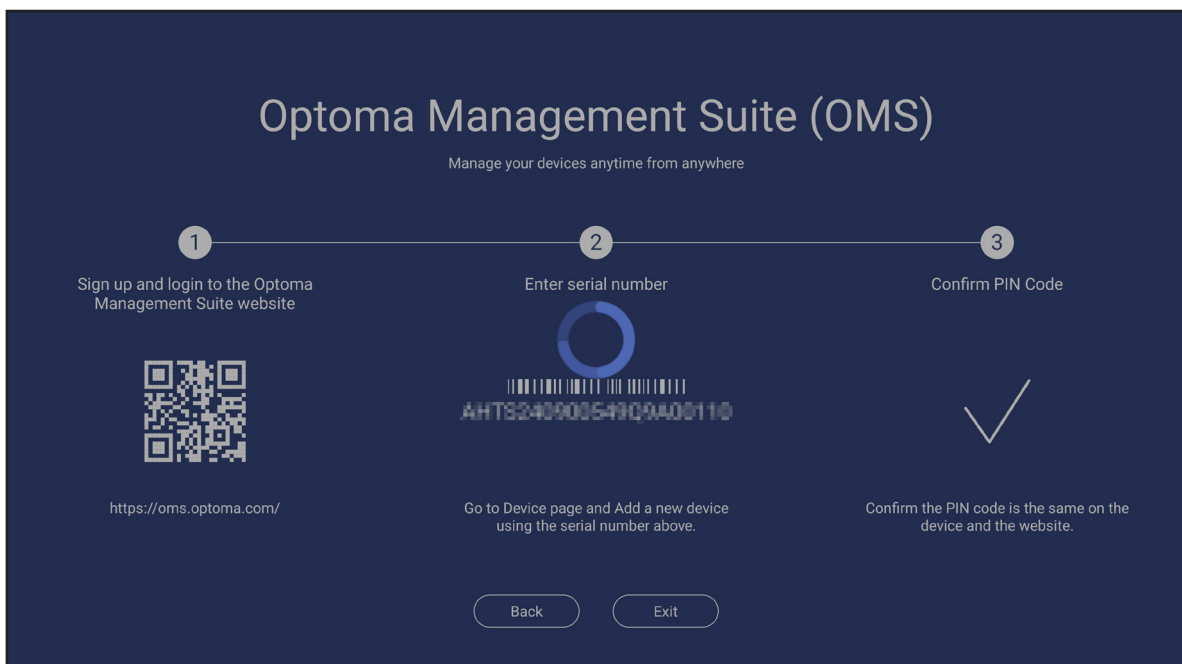 Optoma Management Suite (OMS)
Manage your devices anytime from anywhere
1
2
3
Sign up and login to the Optoma
Management Suite website
Enter serial number
Confirm PIN Code
https://oms.optoma.com/
Go to Device page and Add a new device
using the serial number above.
Confirm the PIN code is the same on the
device and the website.
Back
Exit